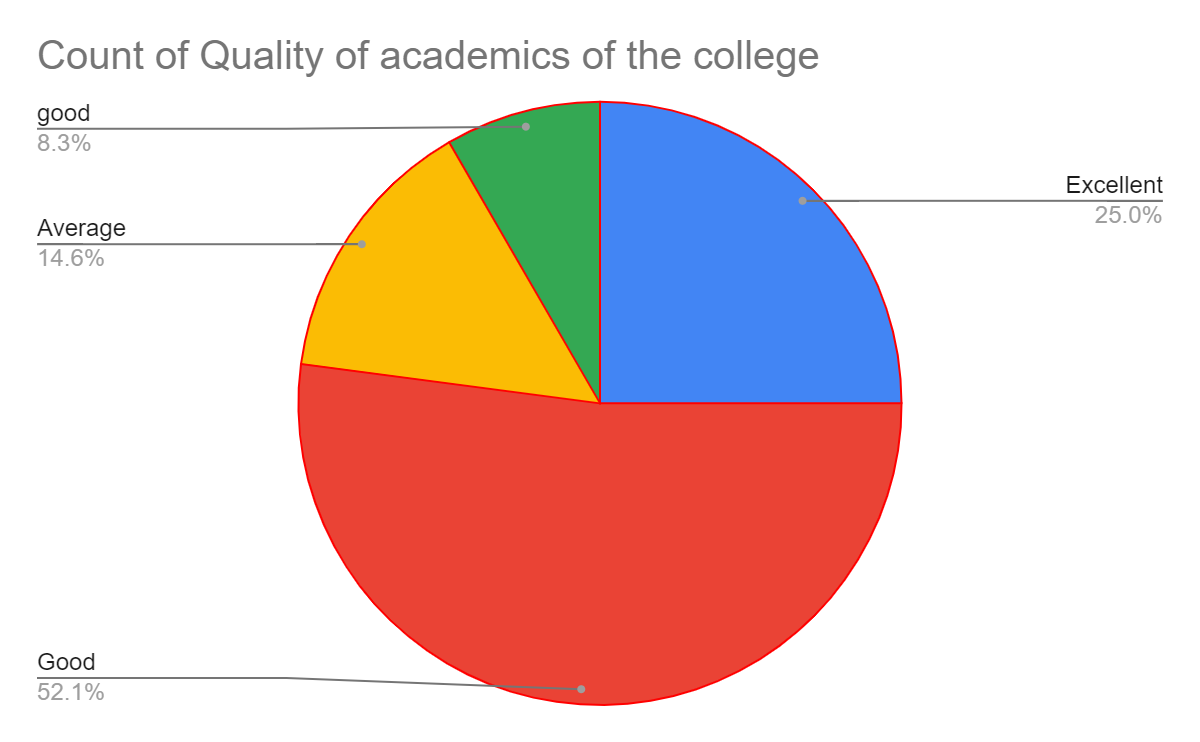 Count of Quality of academics of the college
good
8.3%
Excellent
25.0%
Average
14.6%
Good
52.1%